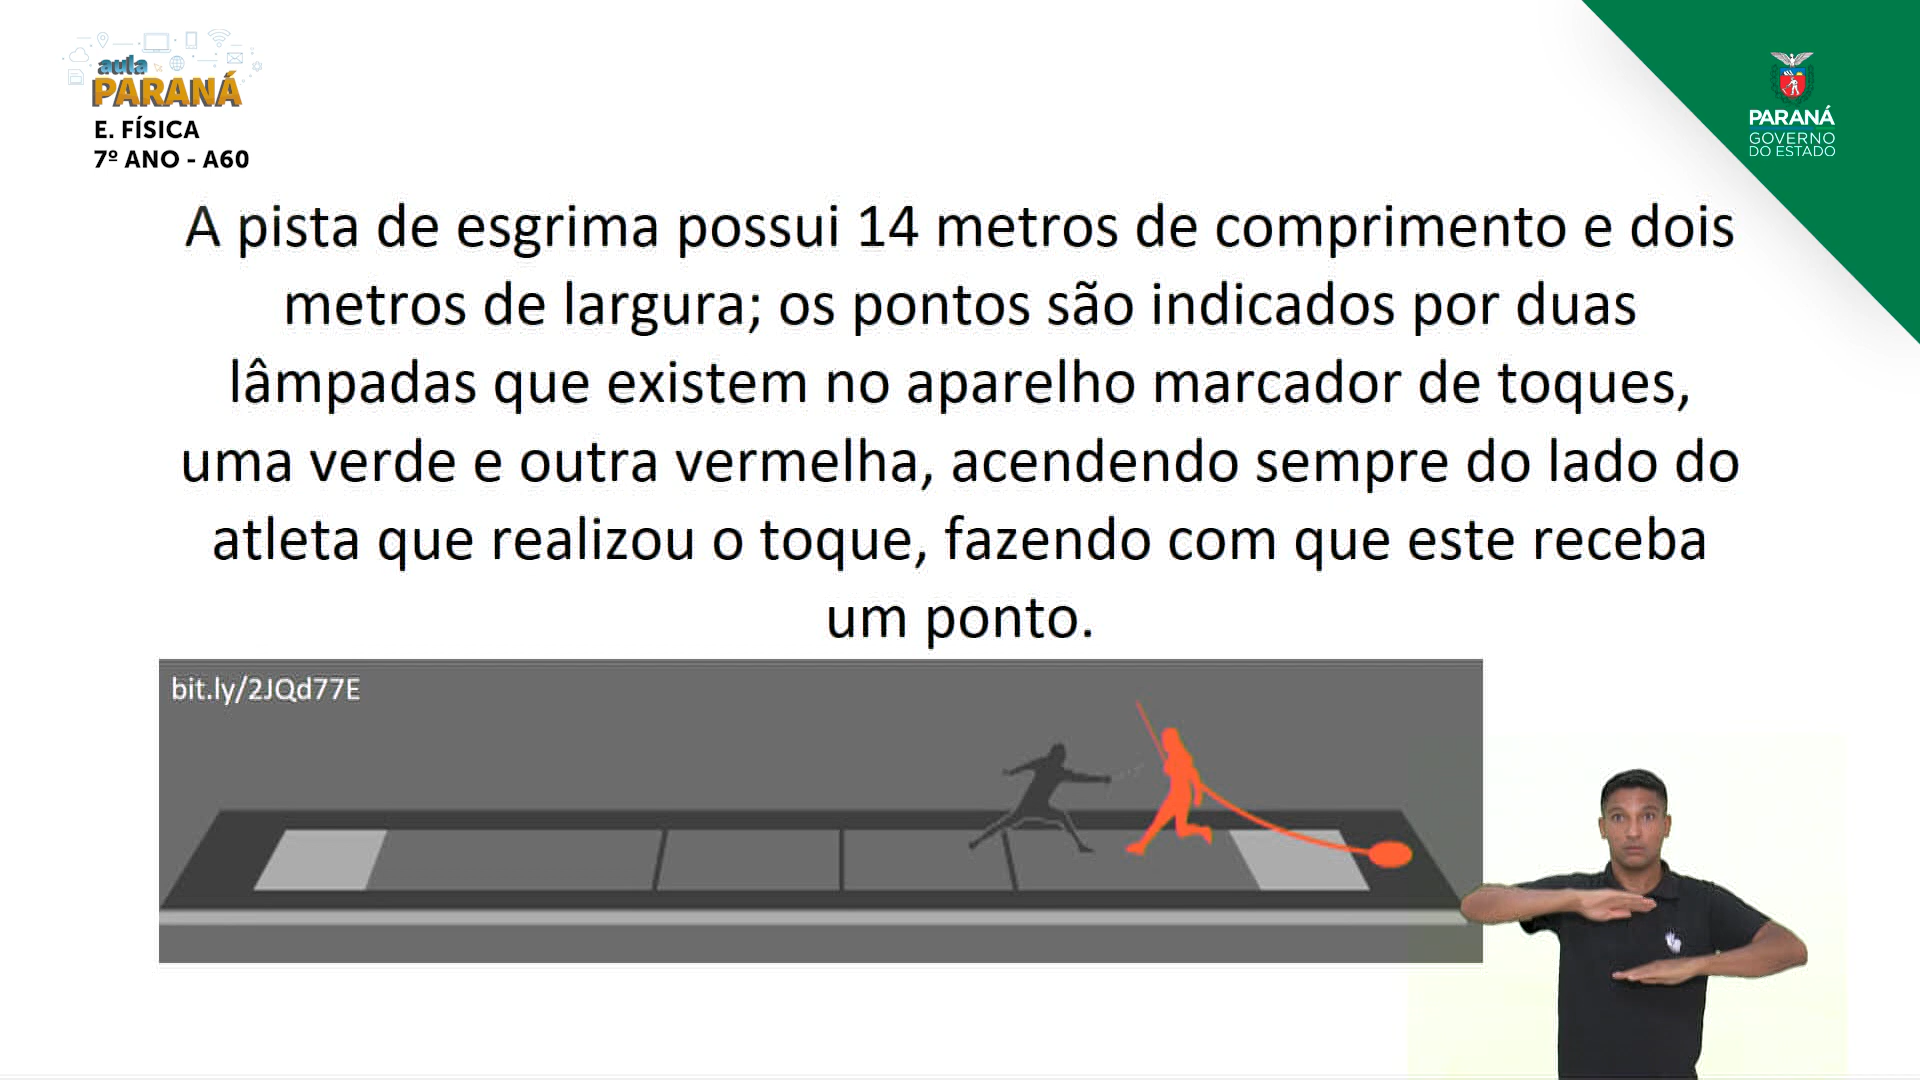 aula
PARANÁ
E. FÍSICA
7º ANO - A60
PARANÁ
GOVERNO
DO ESTADO
A pista de esgrima possui 14 metros de comprimento e dois
metros de largura; os pontos são indicados por duas
lâmpadas que existem no aparelho marcador de toques,
uma verde e outra vermelha, acendendo sempre do lado do
atleta que realizou o toque, fazendo com que este receba
um ponto.
bit.ly/2JQd77E